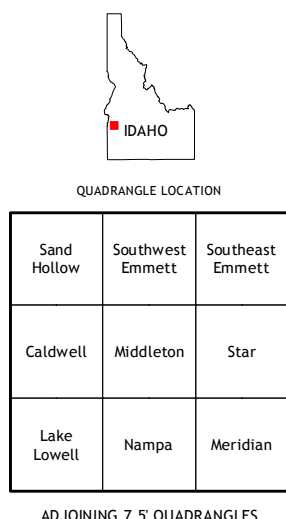 IDAHO
QUADRANGLE LOCATION
Sand
Hollow
Southwest
Emmett
Southeast
Emmett
Caldwell
Middleton
Star
Lake
Lowell
Nampa
Meridian
ADJOINING 7.5' QUADRANGLES